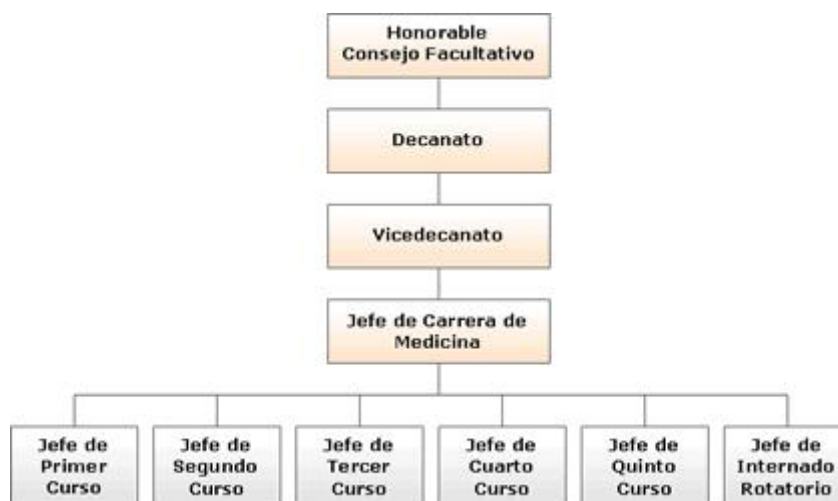 Honorable
Consejo Facultativo
Decanato
Vicedecanato
Jefe de Carrera de
Medicina
Jefe de
Primer
Curso
Jefe de
Segundo
Curso
Jefe de
Tercer
Curso
Jefe de
Cuarto
Curso
Jefe de
Quinto
Curso
Jefe de
Internado
Rotatorio